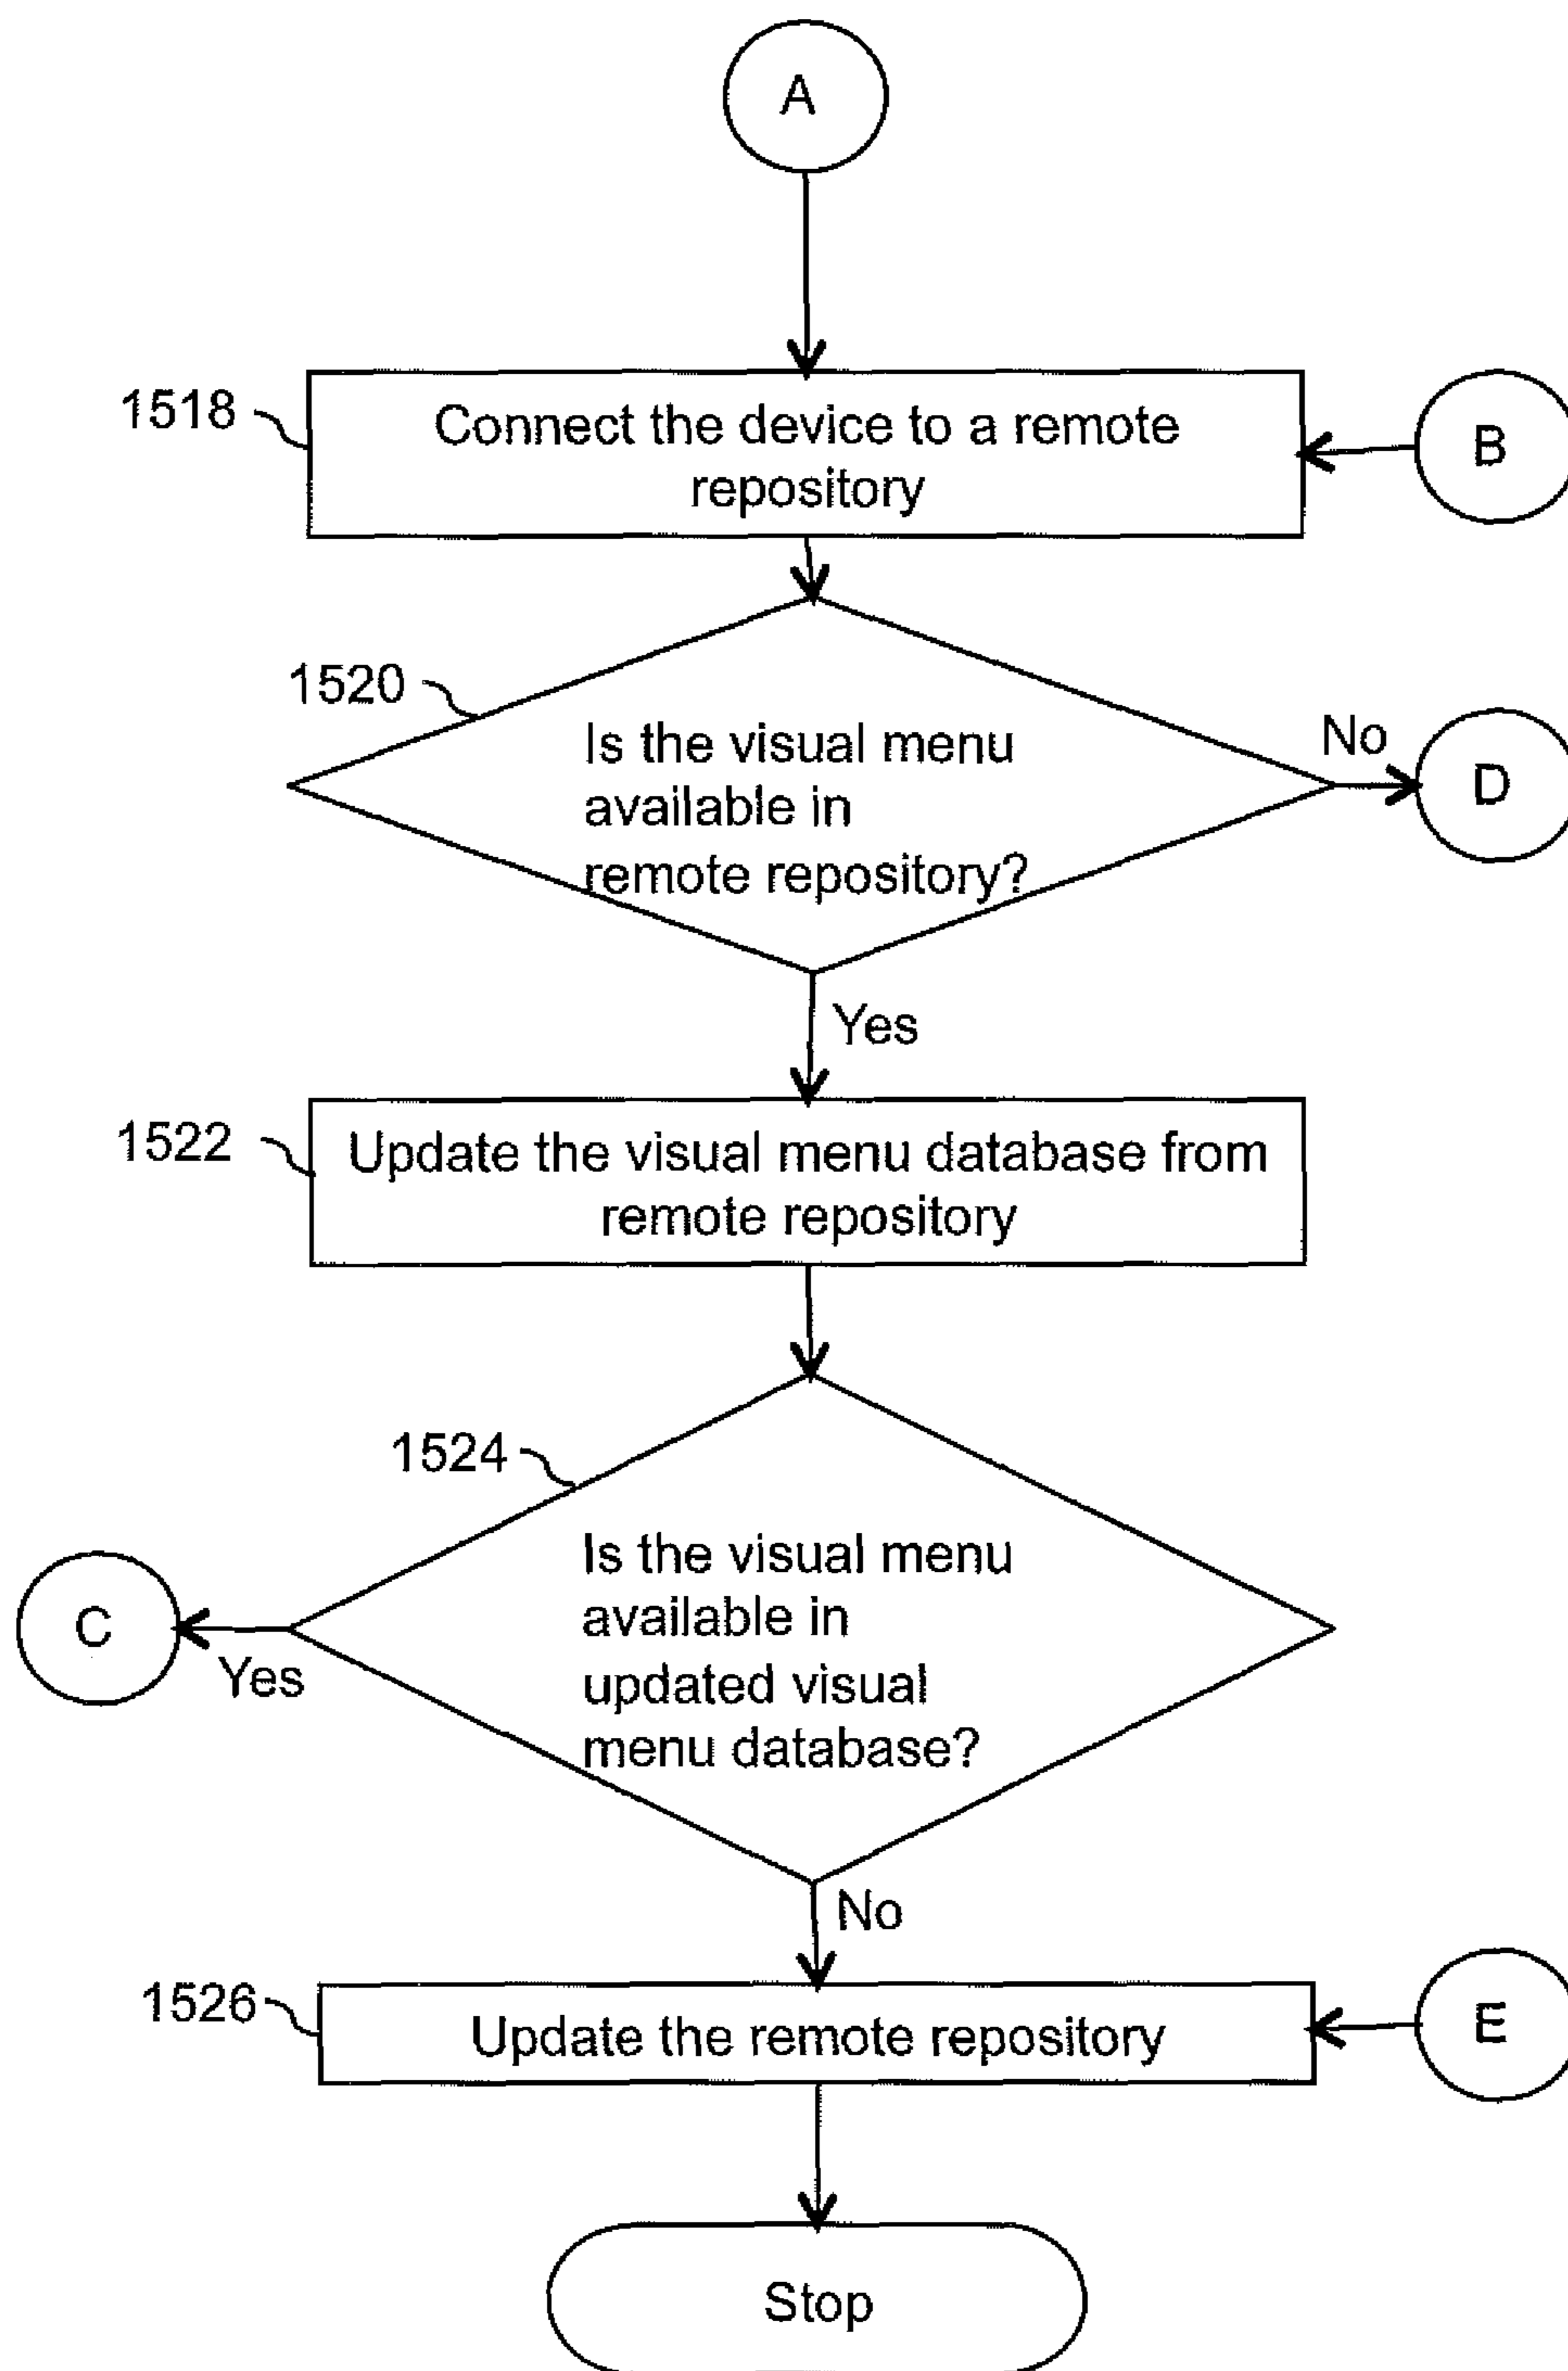 A
1518
Connect the device to a remote
repository
B
1520
Is the visual menu
available in
remote repository?
No
D
Yes
1522
Update the visual menu database from
remote repository
1524
Is the visual menu
available in
updated visual
menu database?
C
Yes
No
1526
Update the remote repository
E
Stop